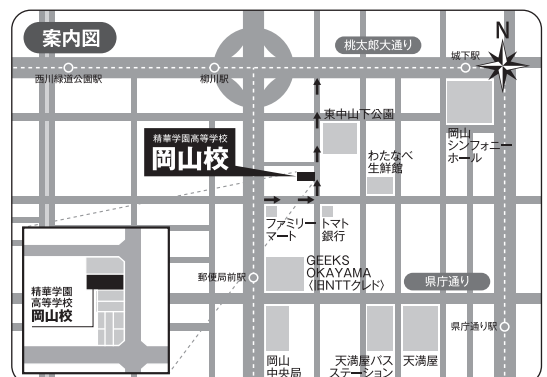 案内図
N
桃太郎大通り
城下駅
西川緑道公園駅
柳川駅
東中山下公園
岡山
シンフォニー
ホール
精華学園高等学校
岡山校
わたなべ
生鮮館
ファミリー
マート
トマト
銀行
GEEKS
OKAYAMA
(旧NTTクレド)
郵便局前駅
県庁通り
精華学園
高等学校
岡山校
県庁通り駅
岡山
中央局
天満屋バス
ステーション
天満屋